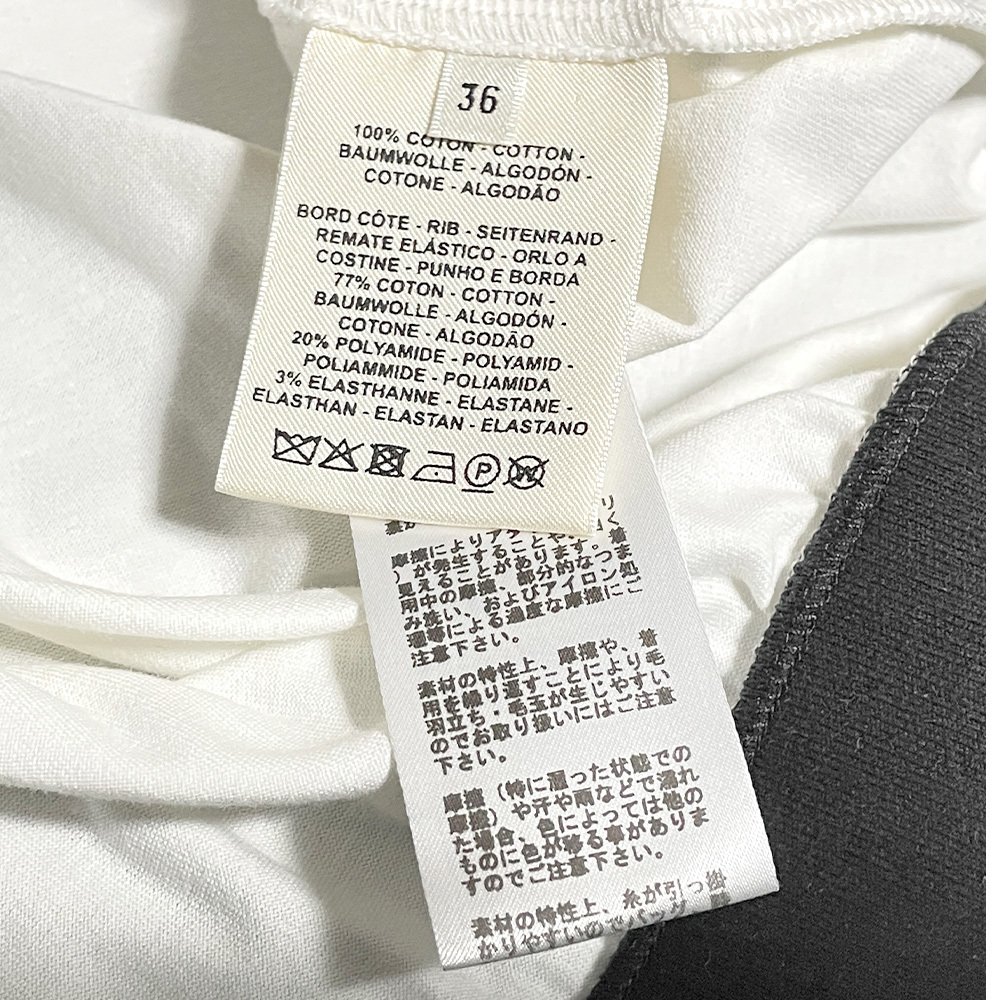 36
100% COTON - COTTON -
BAUMWOLLE - ALGODÓN -
COTONE - ALGODÃO
BORD CÔTE - RIB - SEITENRAND -
REMATE ELÁSTICO - ORLO A
COSTINE - PUNHO E BORDA
77% COTON - COTTON -
BAUMWOLLE - ALGODÓN -
COTONE - ALGODÃO
20% POLYAMIDE - POLYAMID -
POLIAMMIDE - POLIAMIDA
3% ELASTHANNE - ELASTANE -
ELASTHAN - ELASTAN - ELASTANO
P
W
摩擦によりアタ
)が発生することや
見えることがあります。着
用中の摩擦、部分的なつま
み洗い、およびアイロン処
理等による過度な摩擦にご
注意下さい。
素材の特性上、摩擦や、着
用を繰り返すことにより毛
羽立ち・毛玉が生じやすい
のでお取り扱いにはご注意
下さい。
摩擦（特に湿った状態での
摩擦）や汗や雨などで濡れ
た場合、色によっては他の
ものに色が移る事がありま
すのでご注意下さい。
素材の特性上、糸が引っ掛
かりやすいのでバッグ